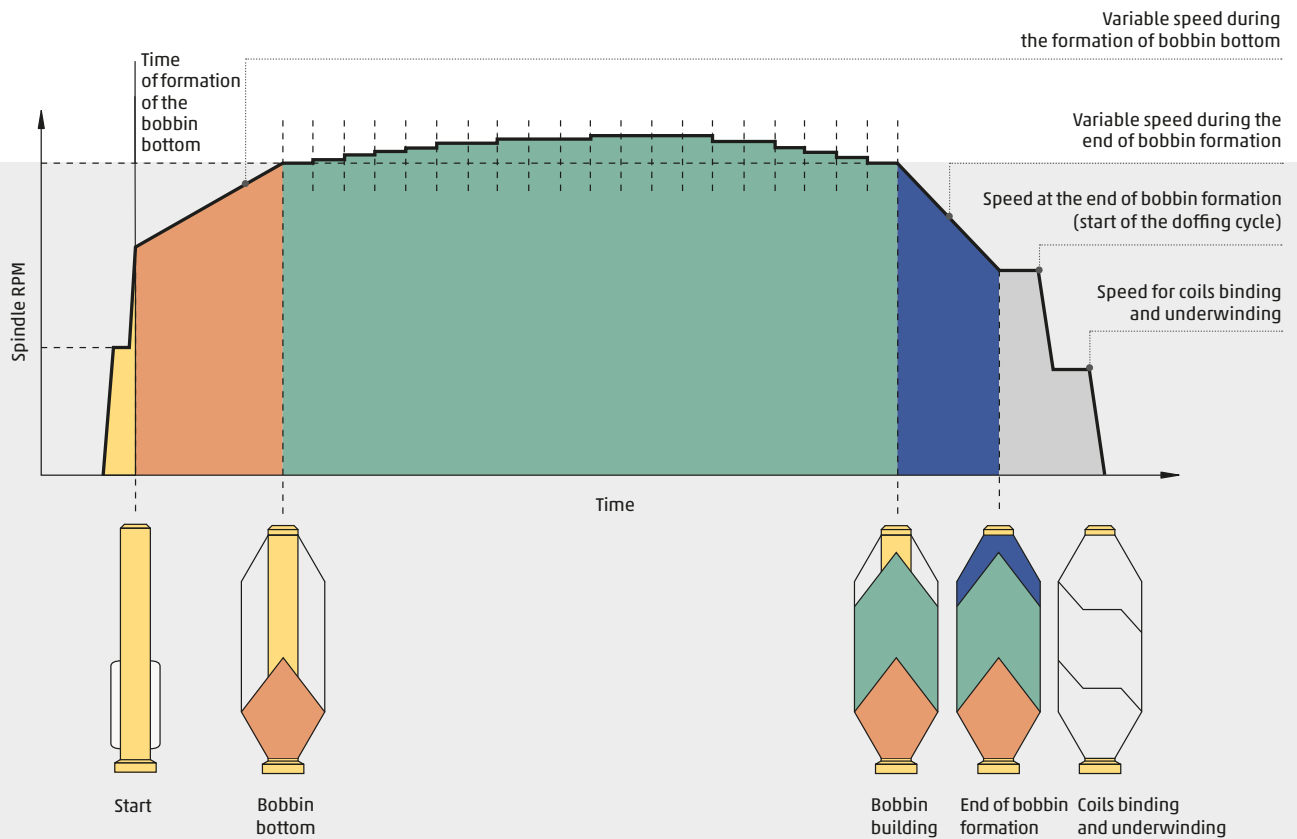 Variable speed during
the formation of bobbin bottom
Time
of formation
of the
bobbin
bottom
Variable speed during the
end of bobbin formation
Speed at the end of bobbin formation
(start of the doffing cycle)
Speed for coils binding
and underwinding
Spindle RPM
Time
Start
Bobbin
bottom
Bobbin
building
End of bobbin
formation
Coils binding
and underwinding